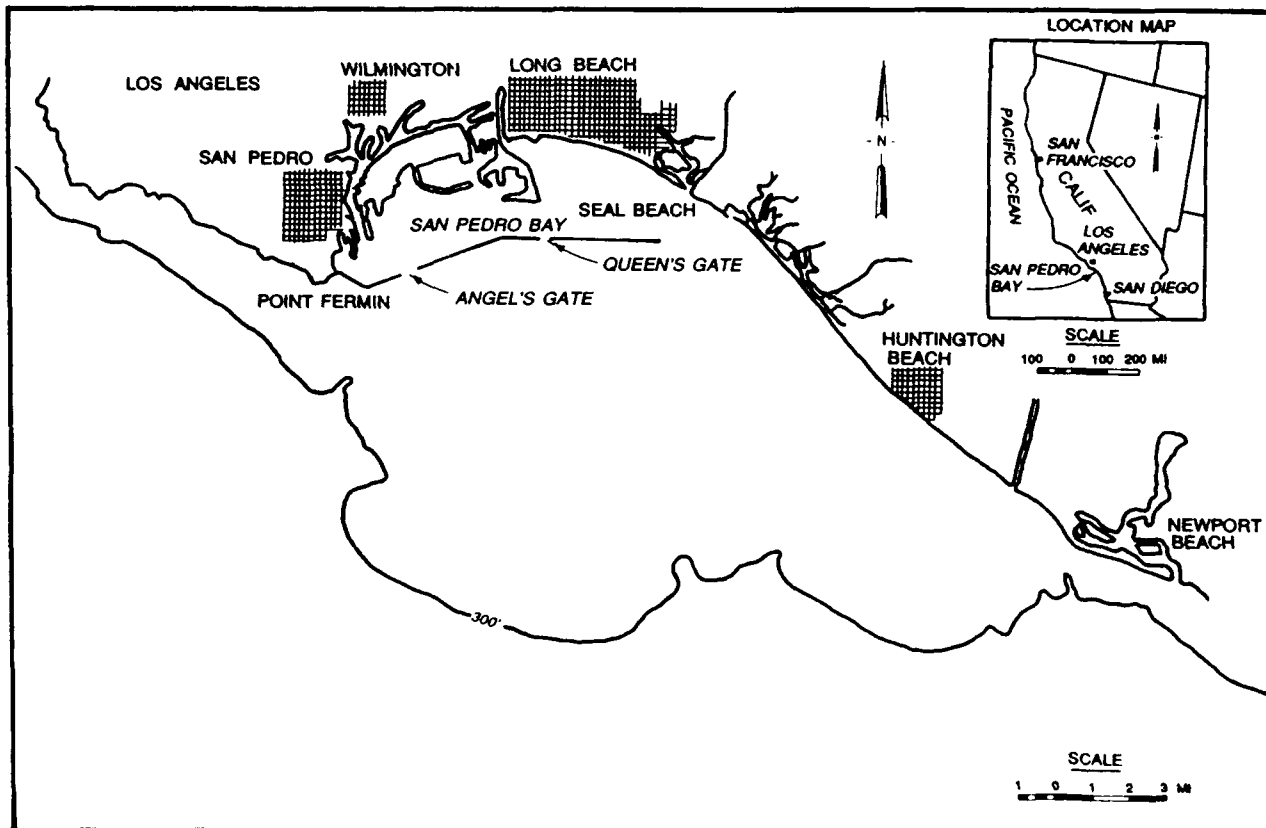 LOCATION MAP
LOS ANGELES
WILMINGTON
LONG BEACH
SAN PEDRO
SAN PEDRO BAY
SEAL BEACH
QUEEN'S GATE
ANGEL'S GATE
POINT FERMIN
N
PACIFIC OCEAN
SAN
FRANCISCO
CALIF
LOS
ANGELES
SAN PEDRO
BAY
SAN DIEGO
SCALE
100 0 100 200 MI
HUNTINGTON
BEACH
NEWPORT
BEACH
300'
SCALE
1 0 1 2 3 MI